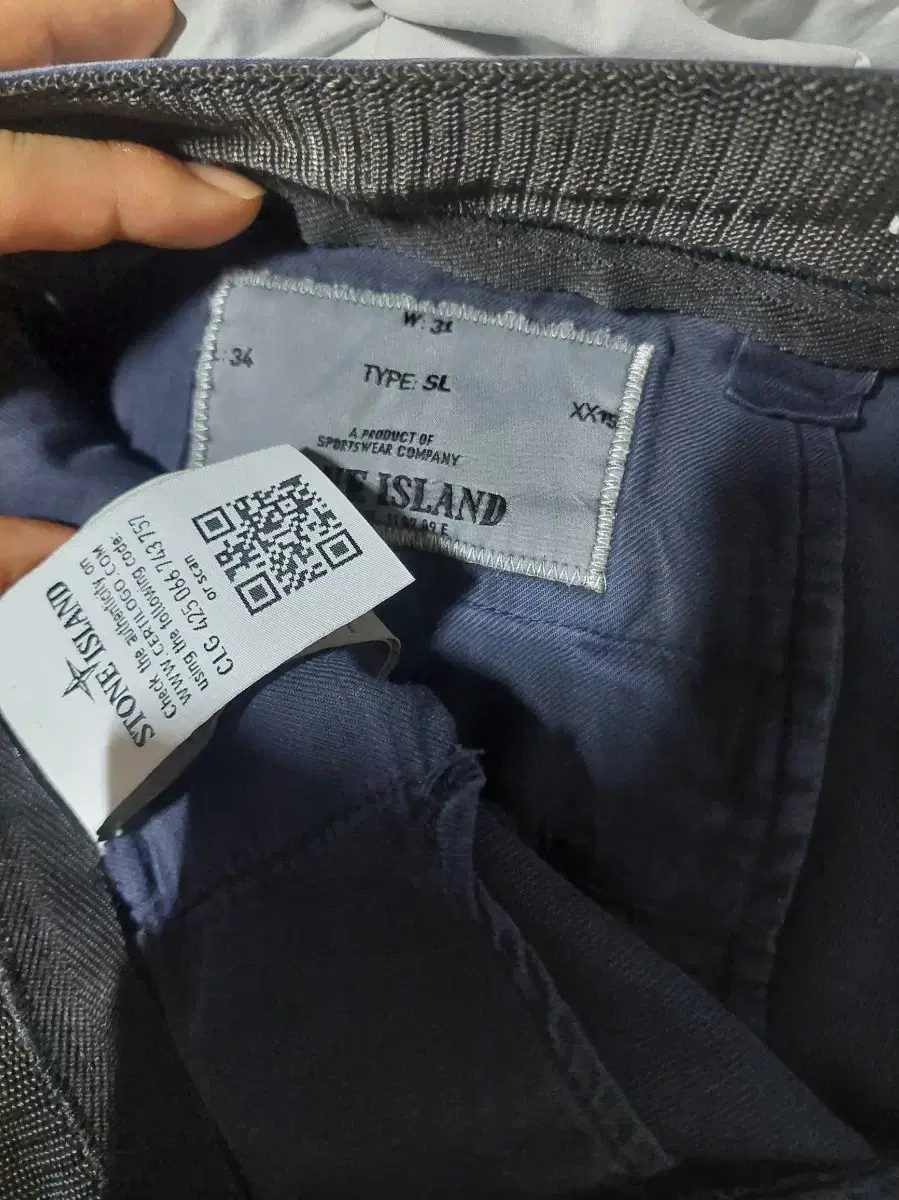 W: 31
L: 34
TYPE: SL
A PRODUCT OF
SPORTSWEAR COMPANY
NE ISLAND
STONE ISLAND
Check the authenticity on
WWW.CERTILOGO.COM
using the following code:
CLG 425 066 743 757
or scan